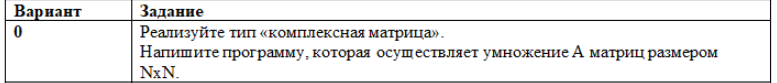 Вариант Задание
0 Реализуйте тип «комплексная матрица».
Напишите программу, которая осуществляет умножение А матриц размером
NxN.